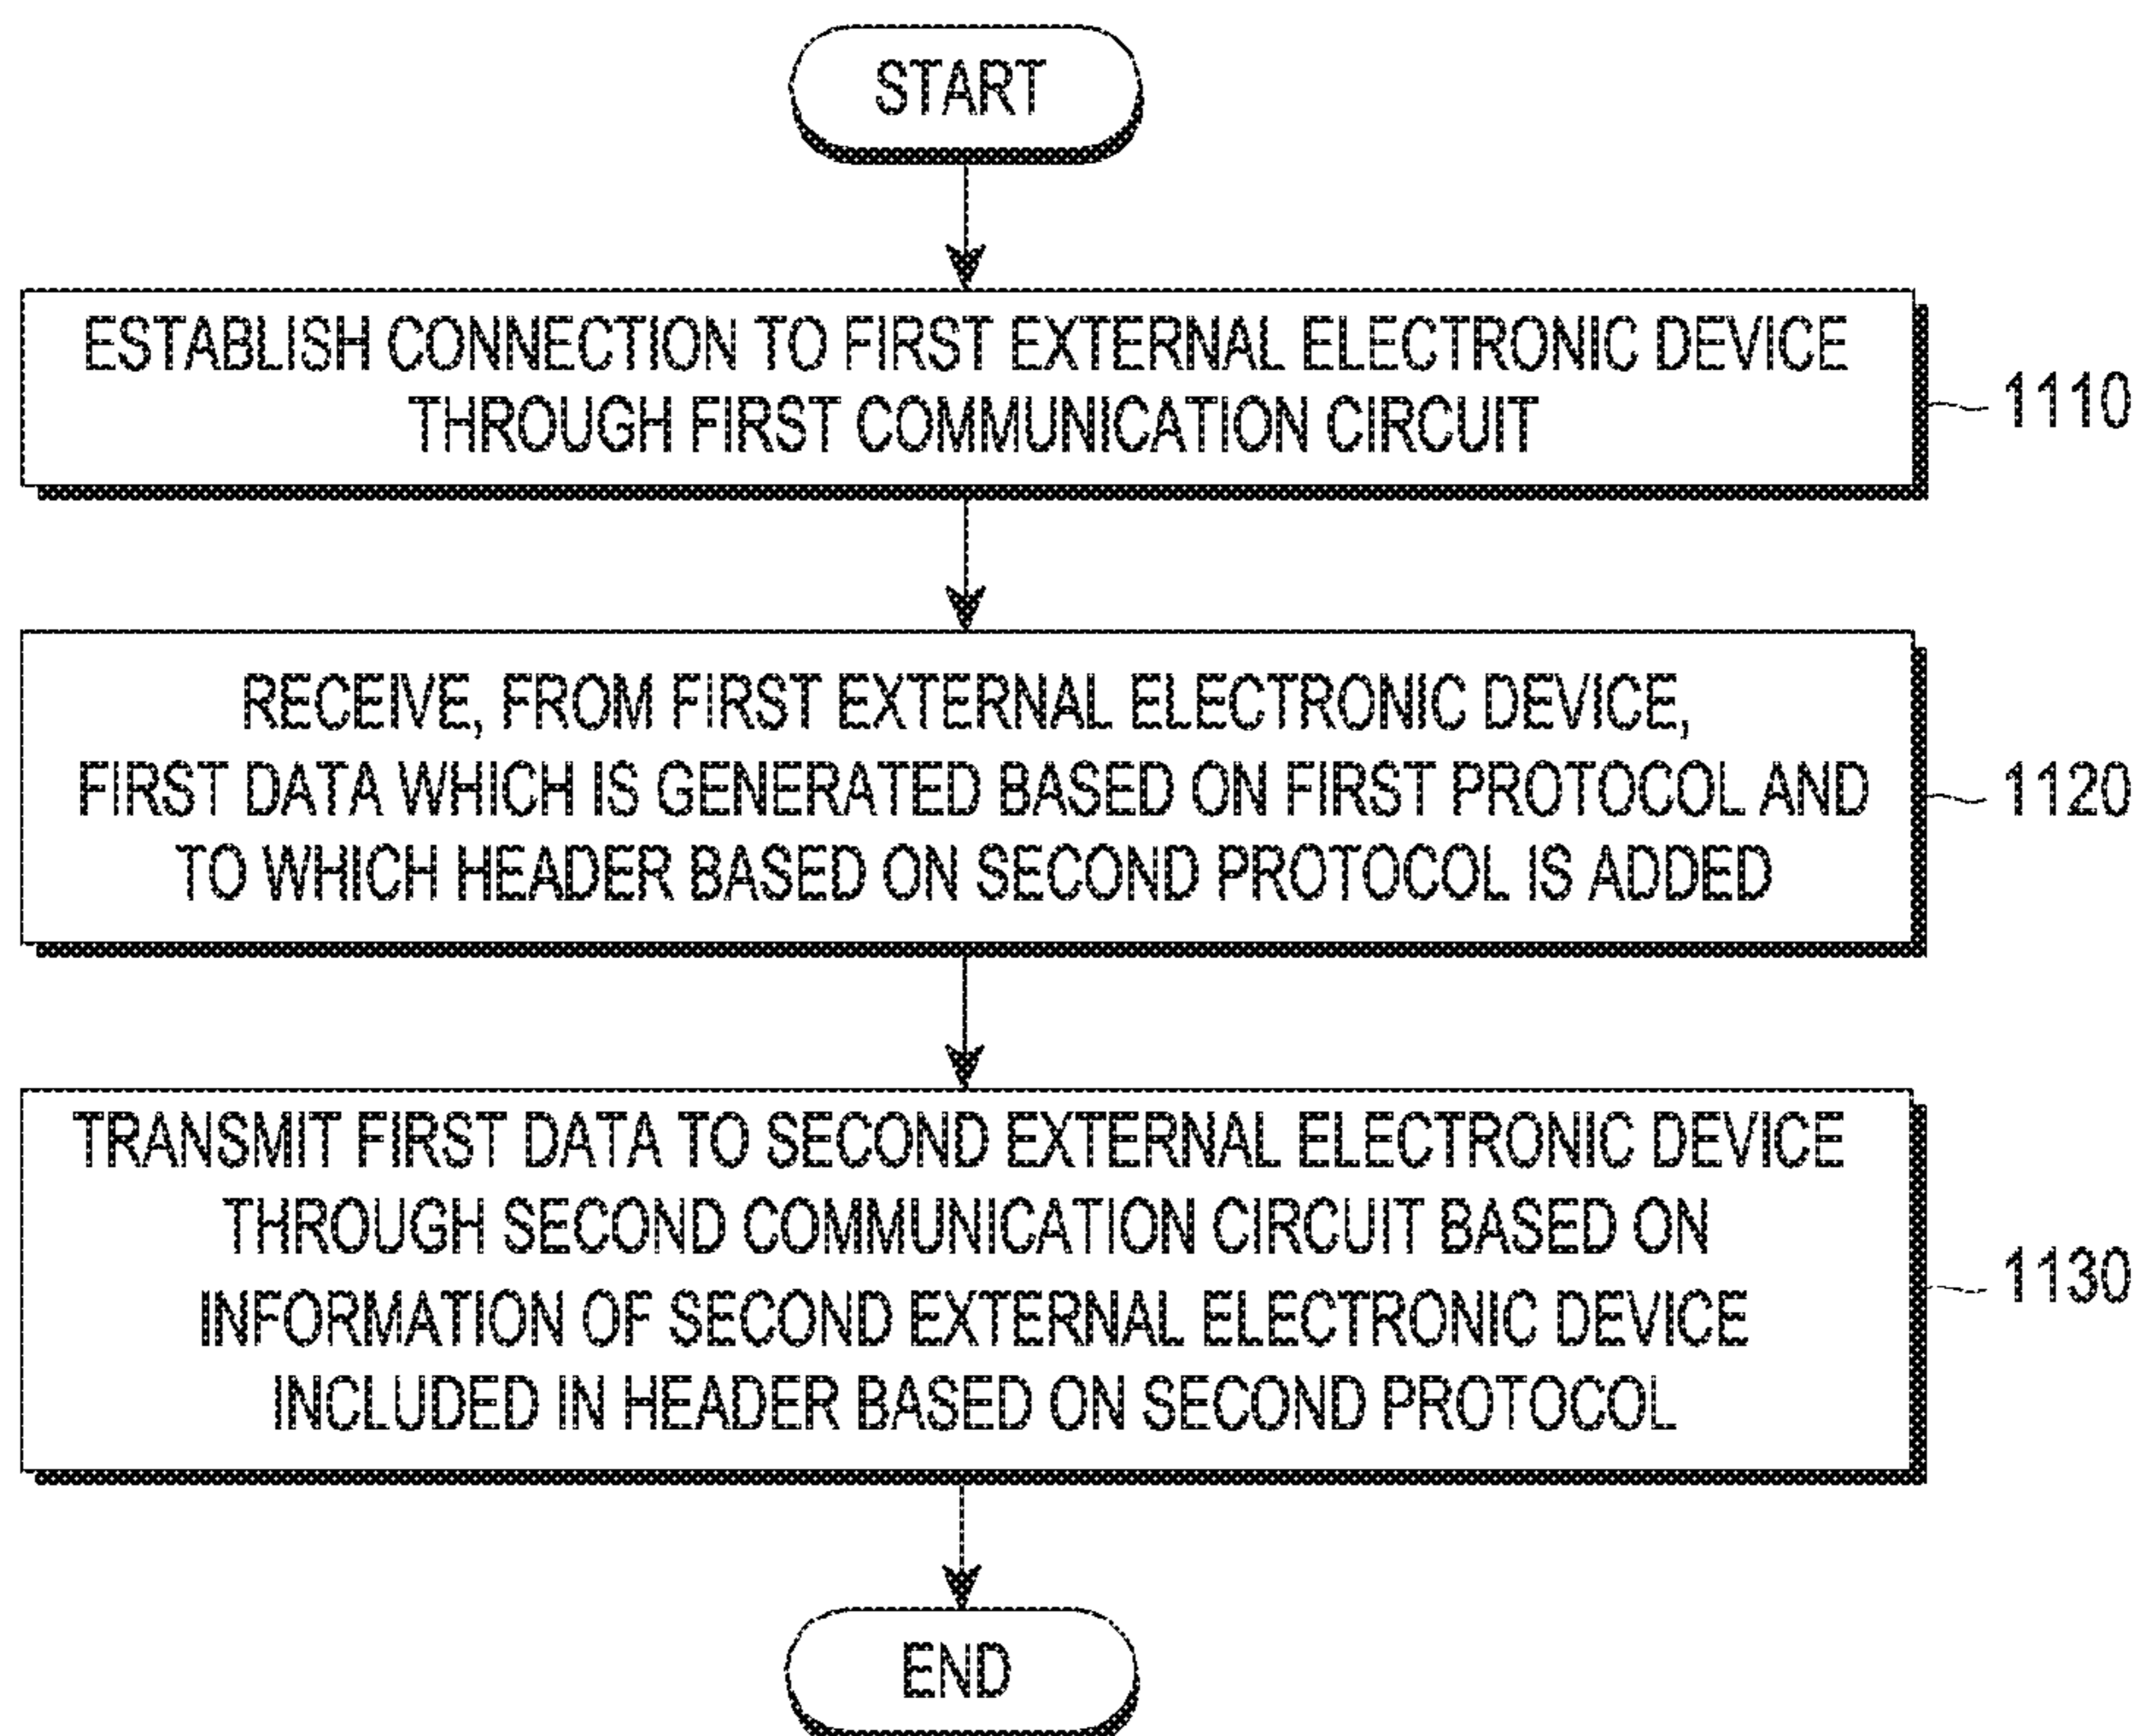 START
ESTABLISH CONNECTION TO FIRST EXTERNAL ELECTRONIC DEVICE
THROUGH FIRST COMMUNICATION CIRCUIT
1110
RECEIVE, FROM FIRST EXTERNAL ELECTRONIC DEVICE,
FIRST DATA WHICH IS GENERATED BASED ON FIRST PROTOCOL AND
TO WHICH HEADER BASED ON SECOND PROTOCOL IS ADDED
1120
TRANSMIT FIRST DATA TO SECOND EXTERNAL ELECTRONIC DEVICE
THROUGH SECOND COMMUNICATION CIRCUIT BASED ON
INFORMATION OF SECOND EXTERNAL ELECTRONIC DEVICE
INCLUDED IN HEADER BASED ON SECOND PROTOCOL
1130
END